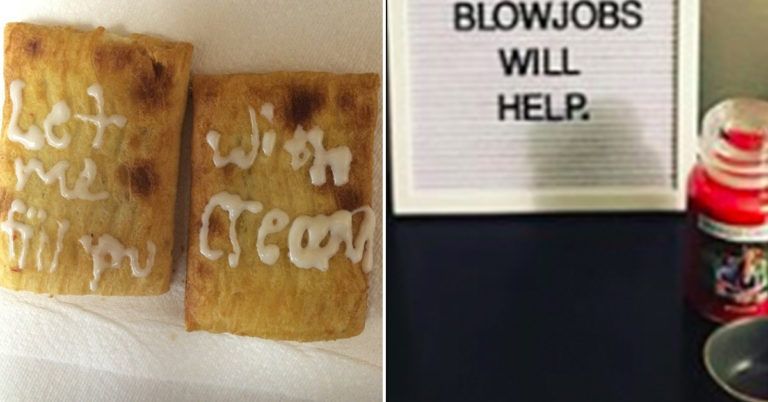 Let
me
fill you
with
cream
BLOWJOBS
WILL
HELP.